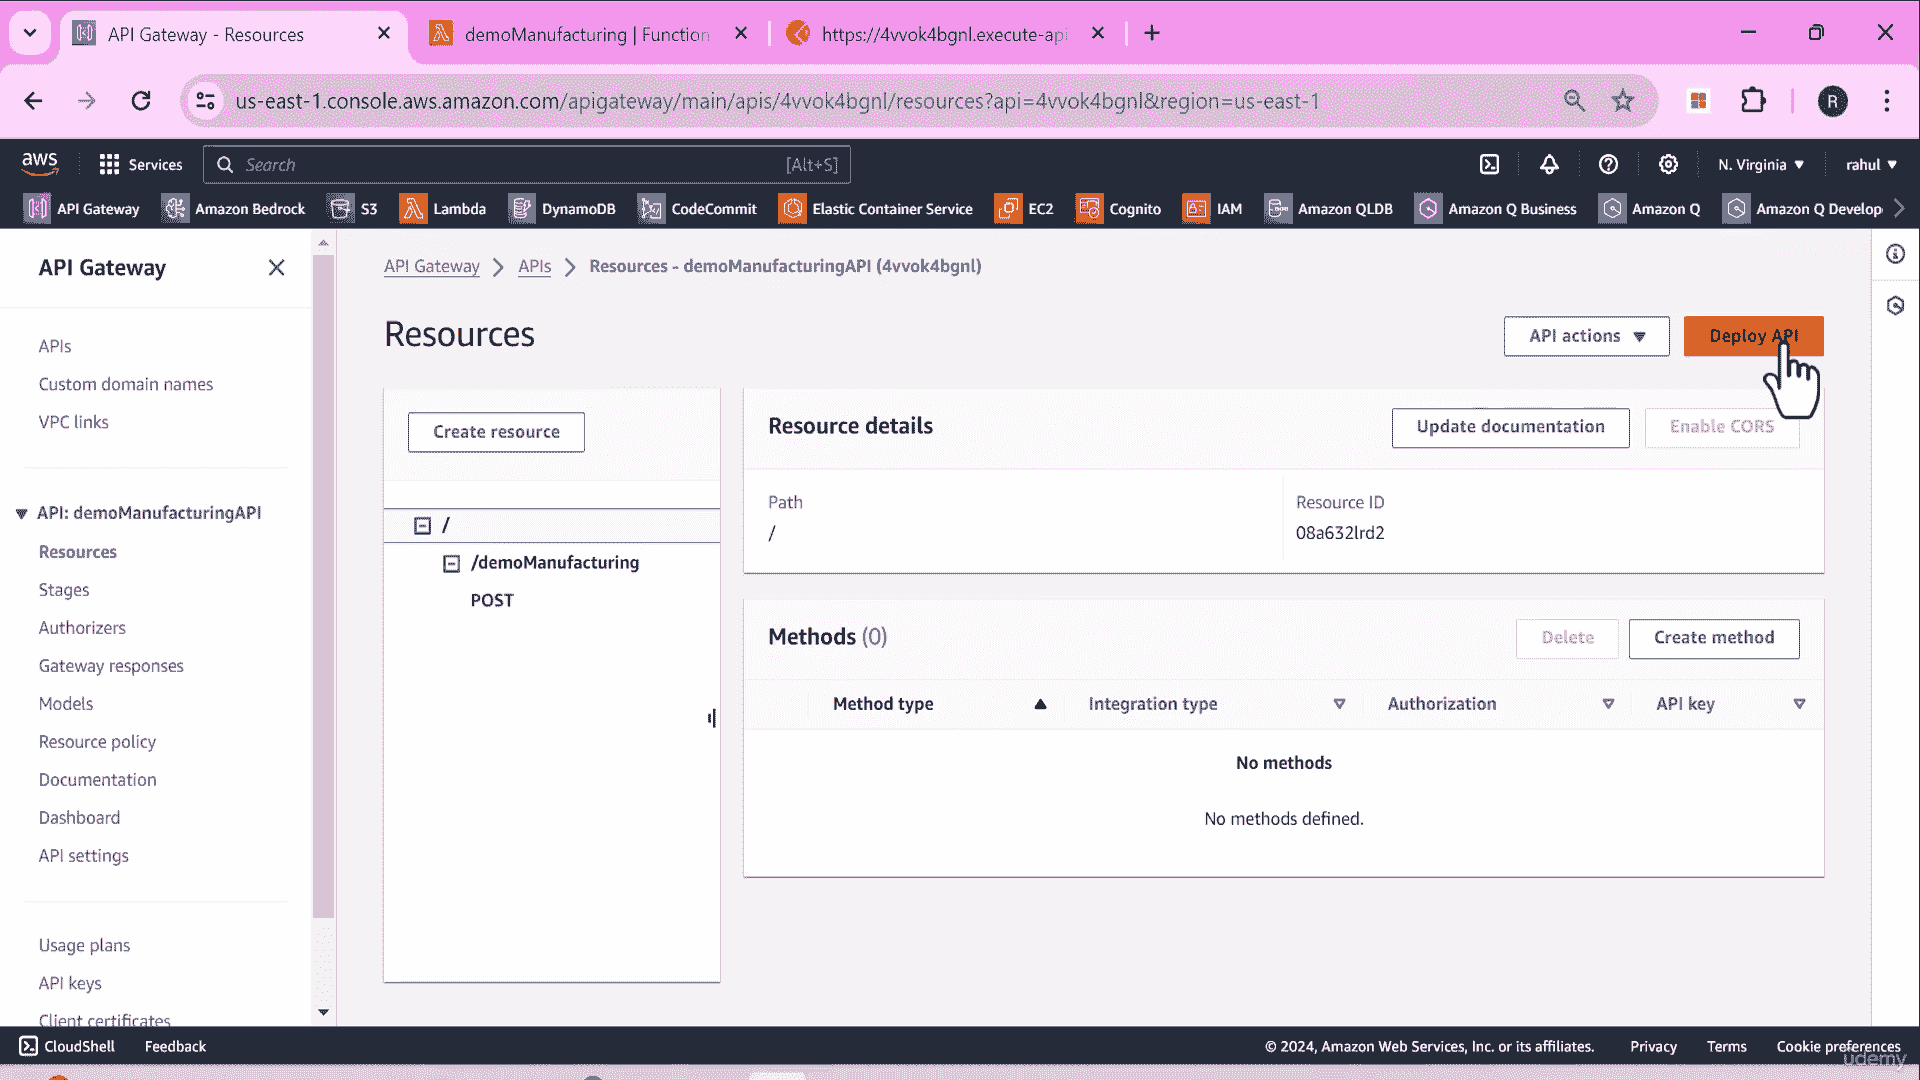 API Gateway - Resources
demoManufacturing | Function
https://4vvok4bgnl.execute-api
us-east-1.console.aws.amazon.com/apigateway/main/apis/4vvok4bgnl/resources?api=4vvok4bgnl&region=us-east-1
R
aws
Services
Search
[Alt+S]
N. Virginia
rahul
API Gateway
Amazon Bedrock
S3
Lambda
DynamoDB
CodeCommit
Elastic Container Service
EC2
Cognito
IAM
Amazon QLDB
Amazon Q Business
Amazon Q
Amazon Q Develop
API Gateway
APIs
Custom domain names
VPC links
API: demoManufacturingAPI
Resources
Stages
Authorizers
Gateway responses
Models
Resource policy
Documentation
Dashboard
API settings
Usage plans
API keys
Client certificates
API Gateway
APIs
Resources - demoManufacturingAPI (4vvok4bgnl)
Resources
API actions
Deploy API
Create resource
/
/demoManufacturing
POST
Resource details
Update documentation
Enable CORS
Path
/
Resource ID
08a632lrd2
Methods (0)
Delete
Create method
Method type
Integration type
Authorization
API key
No methods
No methods defined.
CloudShell
Feedback
© 2024, Amazon Web Services, Inc. or its affiliates.
Privacy
Terms
Cookie preferences
udemy